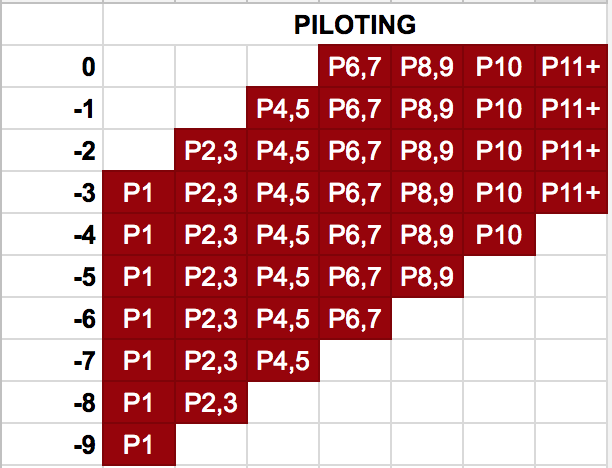 PILOTING
0 P6,7 P8,9 P10 P11+
-1 P4,5 P6,7 P8,9 P10 P11+
-2 P2,3 P4,5 P6,7 P8,9 P10 P11+
-3 P1 P2,3 P4,5 P6,7 P8,9 P10 P11+
-4 P1 P2,3 P4,5 P6,7 P8,9 P10
-5 P1 P2,3 P4,5 P6,7 P8,9
-6 P1 P2,3 P4,5 P6,7
-7 P1 P2,3 P4,5
-8 P1 P2,3
-9 P1